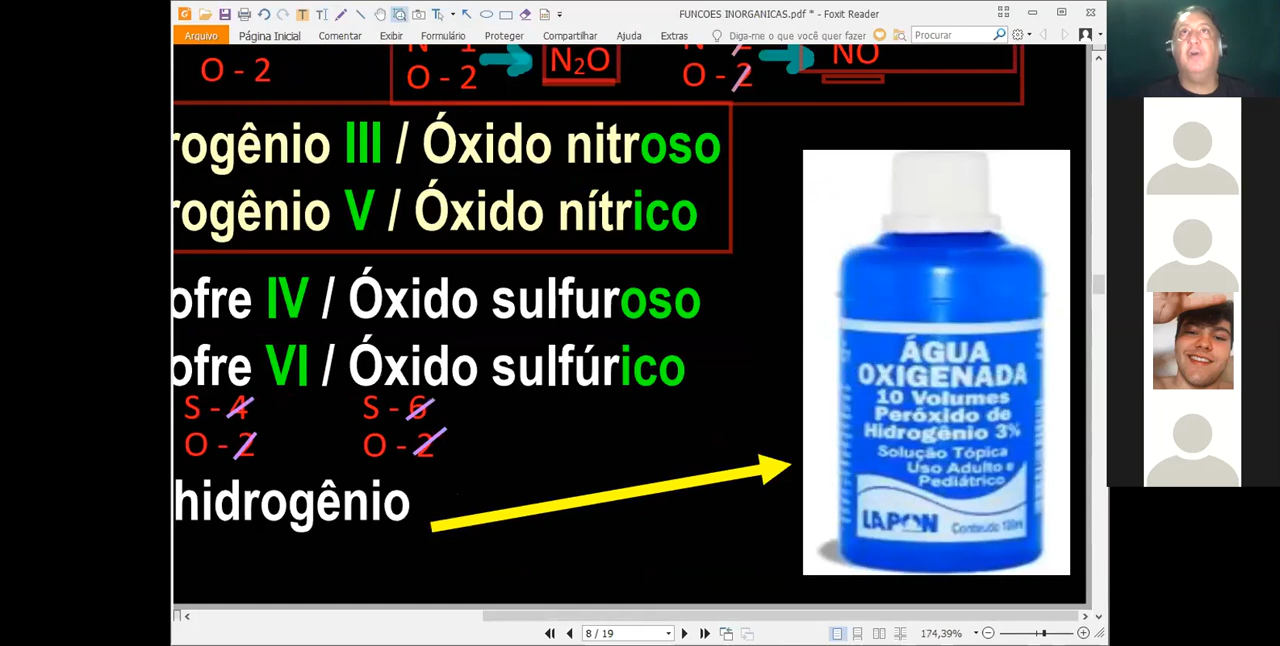 FUNCOES INORGANICAS.pdf * - Foxit Reader
Arquivo Página Inicial Comentar Exibir Formulário Proteger Compartilhar Ajuda Extras Diga-me o que quer fazer Procurar
O - 2
O - 2
N₂O
O - 2
NO
rogênio III / Óxido nitroso
rogênio V / Óxido nítrico
ofre IV / Óxido sulfuroso
ofre VI / Óxido sulfúrico
S - 4 S - 6
O - 2 O - 2
hidrogênio
ÁGUA
OXIGENADA
10 Volumes
Peróxido de
Hidrogênio 3%
Solução Tópica
Uso Adulto e
Pediátrico
LAPON
Conteúdo
8 / 19
174,39%